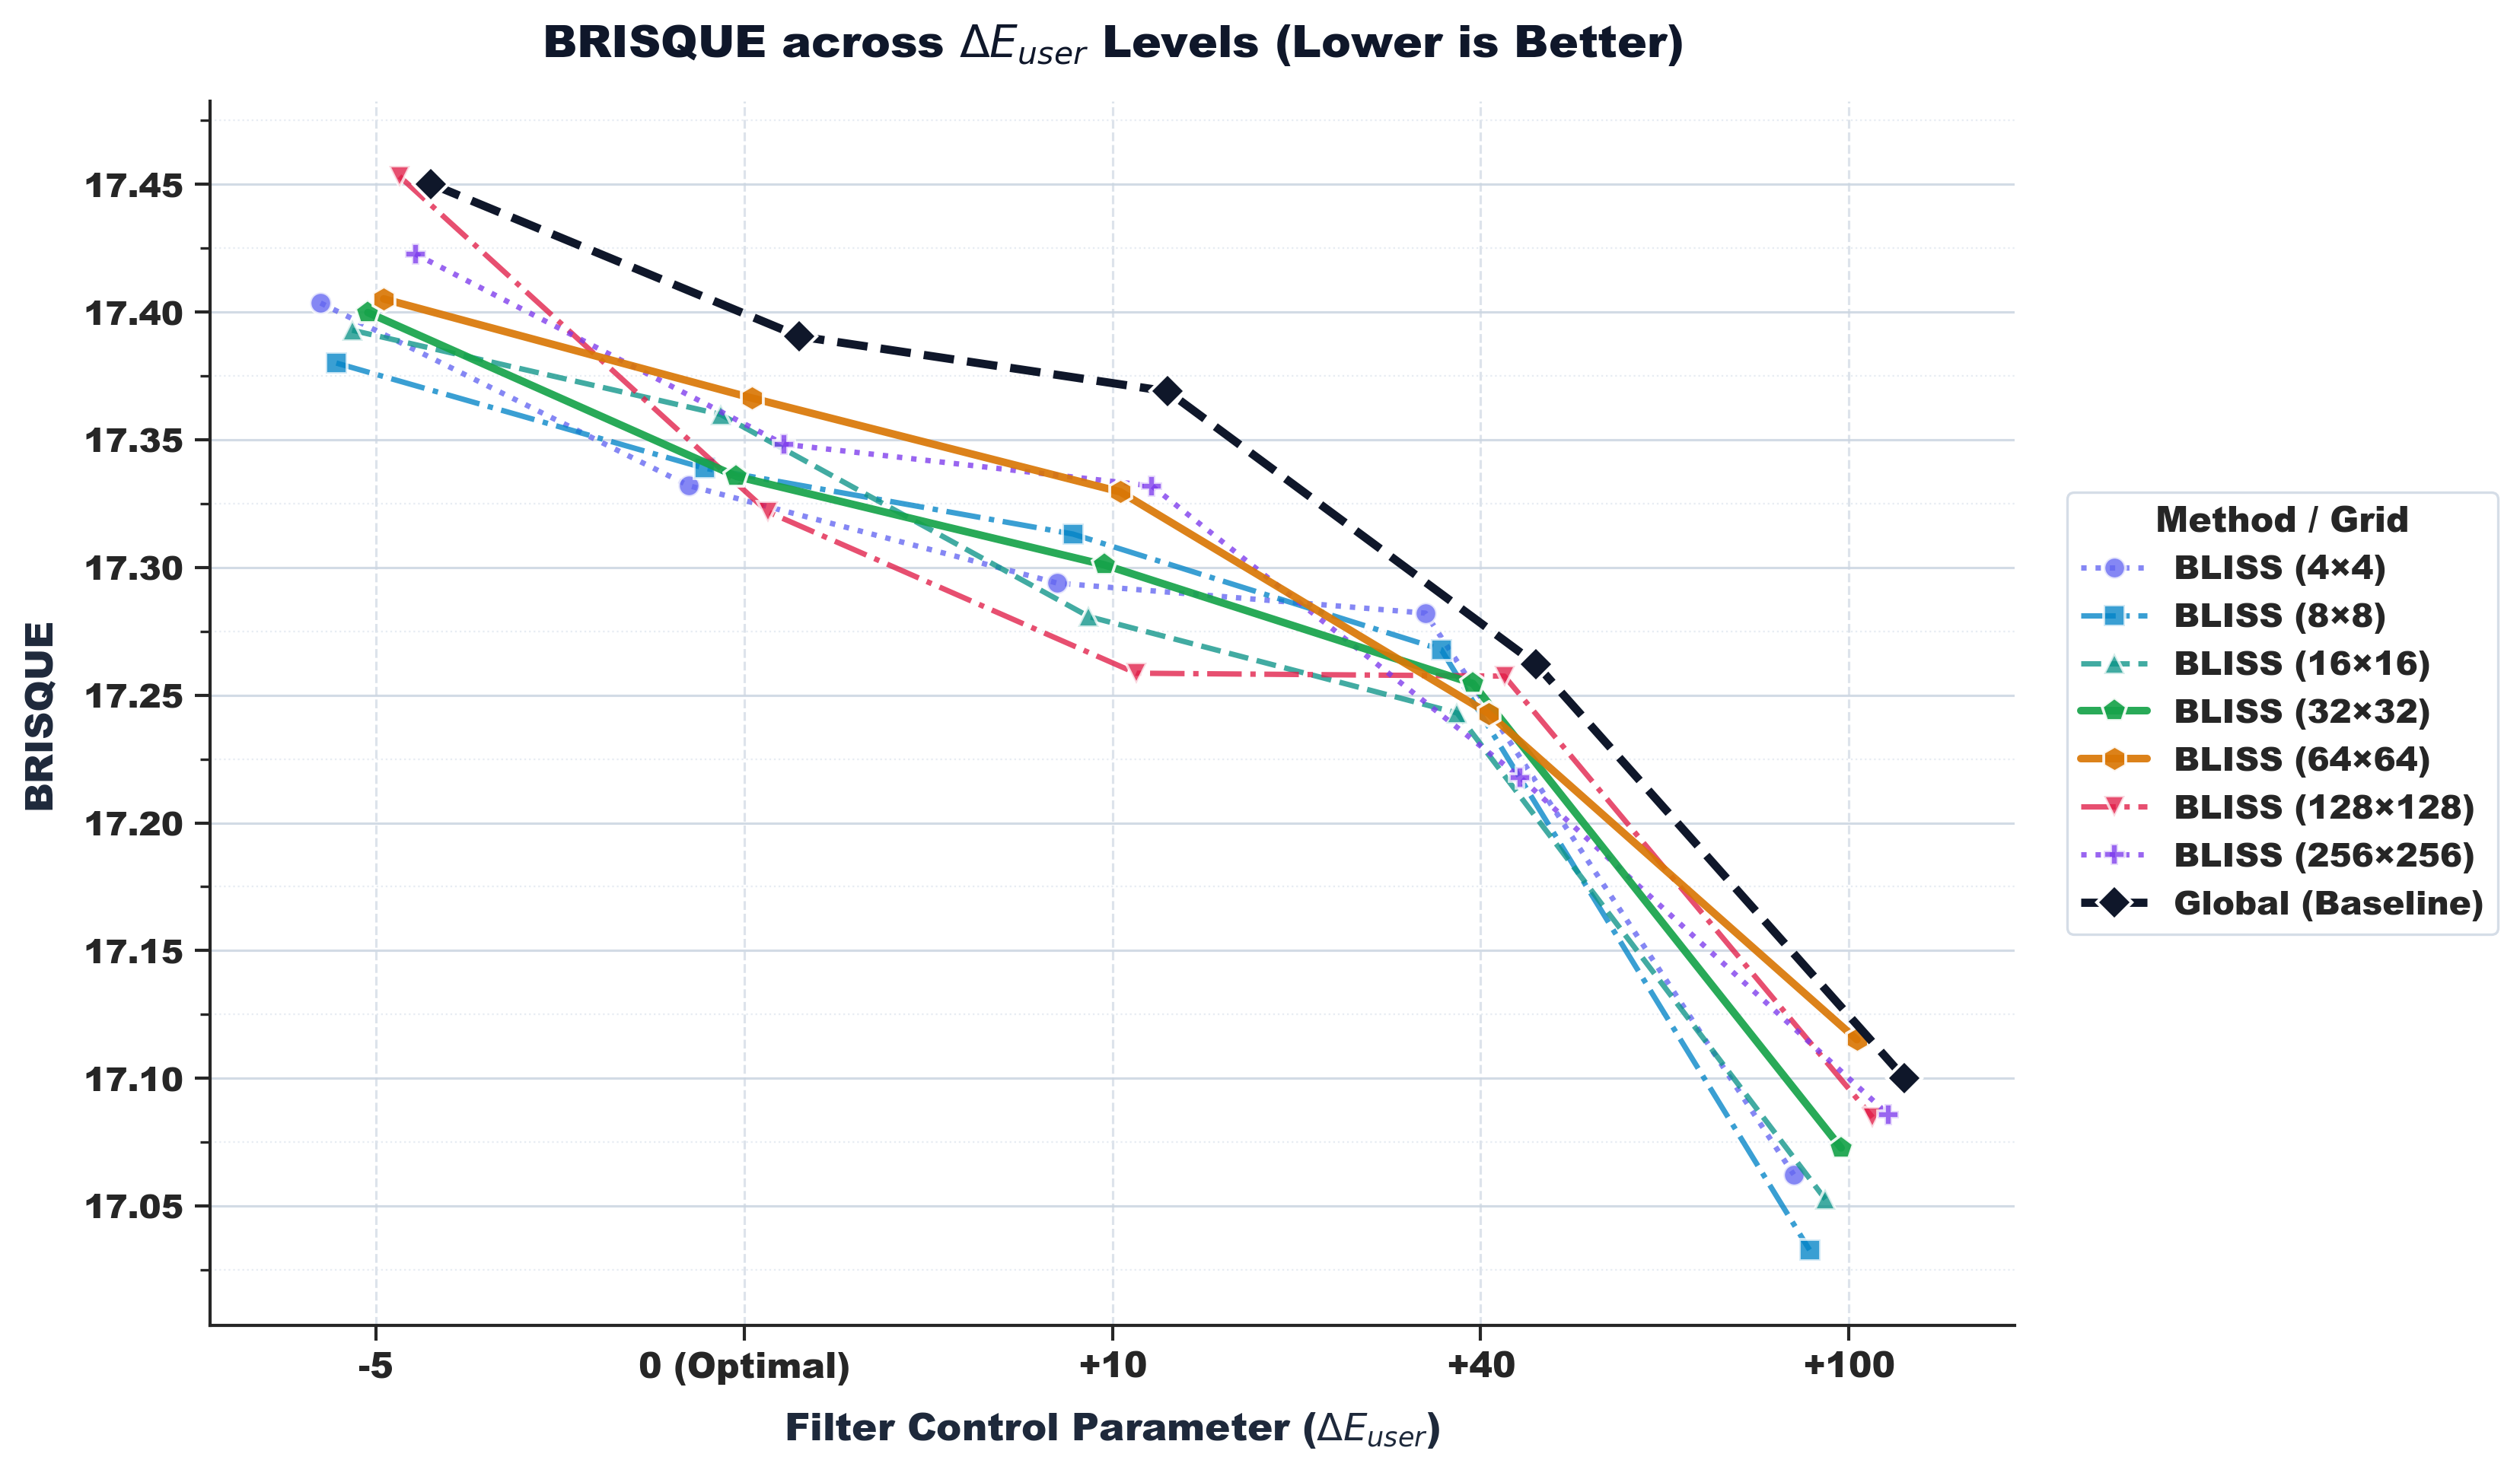 BRISQUE across ΔE_user Levels (Lower is Better)
17.45
17.40
17.35
17.30
17.25
17.20
17.15
17.10
17.05
BRISQUE
-5
0 (Optimal)
+10
+40
+100
Filter Control Parameter (ΔE_user)
Method / Grid
BLISS (4×4)
BLISS (8×8)
BLISS (16×16)
BLISS (32×32)
BLISS (64×64)
BLISS (128×128)
BLISS (256×256)
Global (Baseline)